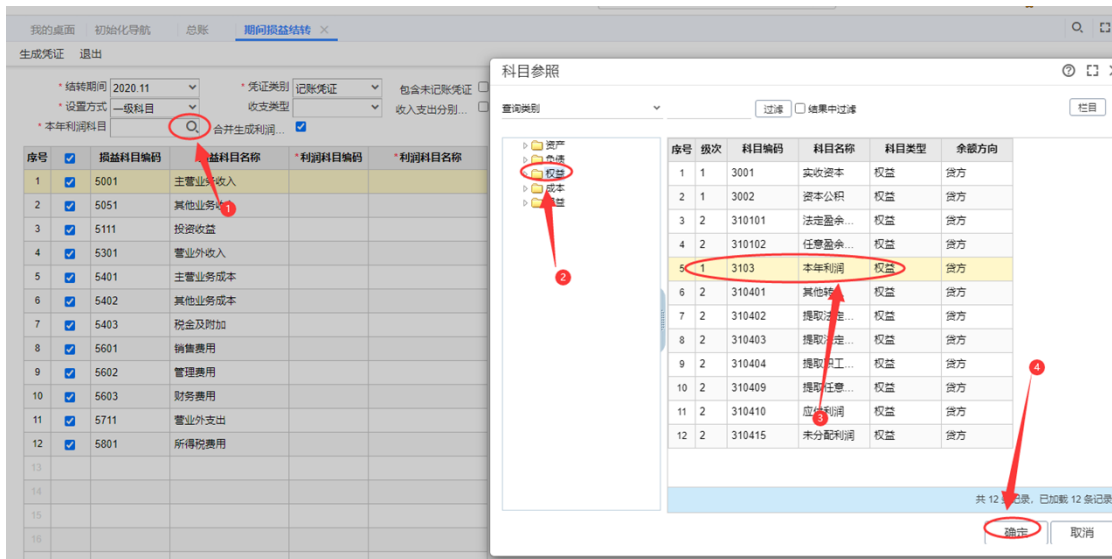 我的桌面 初始化导航 总账 期间损益结转 ×
生成凭证 退出
* 结转期间 2020.11 * 凭证类别 记账凭证 包含未记账凭证
* 设置方式 一级科目 收支类型 收入支出分别...
* 本年利润科目 合并生成利润...
序号 损益科目编码 损益科目名称 * 利润科目编码 * 利润科目名称
1 5001 主营业务收入
2 5051 其他业务收
3 5111 投资收益
4 5301 营业外收入
5 5401 主营业务成本
6 5402 其他业务成本
7 5403 税金及附加
8 5601 销售费用
9 5602 管理费用
10 5603 财务费用
11 5711 营业外支出
12 5801 所得税费用
13
14
15
16
1
科目参照
查询类别 过滤 结果中过滤 栏目
资产
负债
权益
成本
损益
2
序号 级次 科目编码 科目名称 科目类型 余额方向
1 1 3001 实收资本 权益 贷方
2 1 3002 资本公积 权益 贷方
3 2 310101 法定盈余... 权益 贷方
4 2 310102 任意盈余... 权益 贷方
5 1 3103 本年利润 权益 贷方
6 2 310401 其他转 权益 贷方
7 2 310402 提取法定... 权益 贷方
8 2 310403 提取法定... 权益 贷方
9 2 310404 提取职工... 权益 贷方
10 2 310409 提取任意... 权益 贷方
11 2 310410 应付利润 权益 贷方
12 2 310415 未分配利润 权益 贷方
3
4
共 12 条记录，已加载 12 条记录
确定 取消